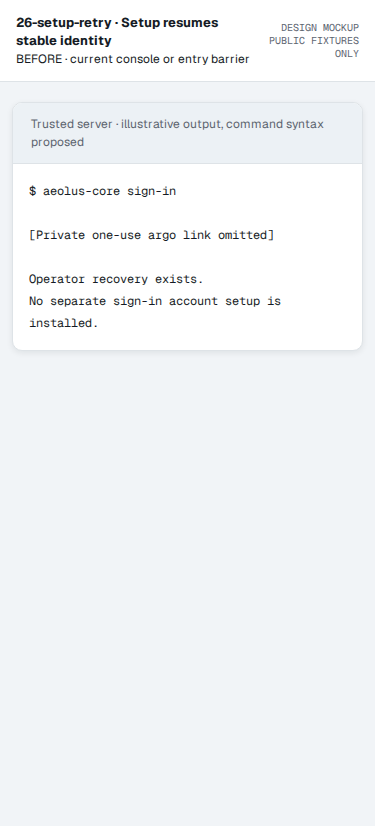 26-setup-retry · Setup resumes
stable identity
BEFORE · current console or entry barrier
DESIGN MOCKUP
PUBLIC FIXTURES
ONLY
Trusted server · illustrative output, command syntax
proposed
$ aeolus-core sign-in
[Private one-use argo link omitted]
Operator recovery exists.
No separate sign-in account setup is
installed.